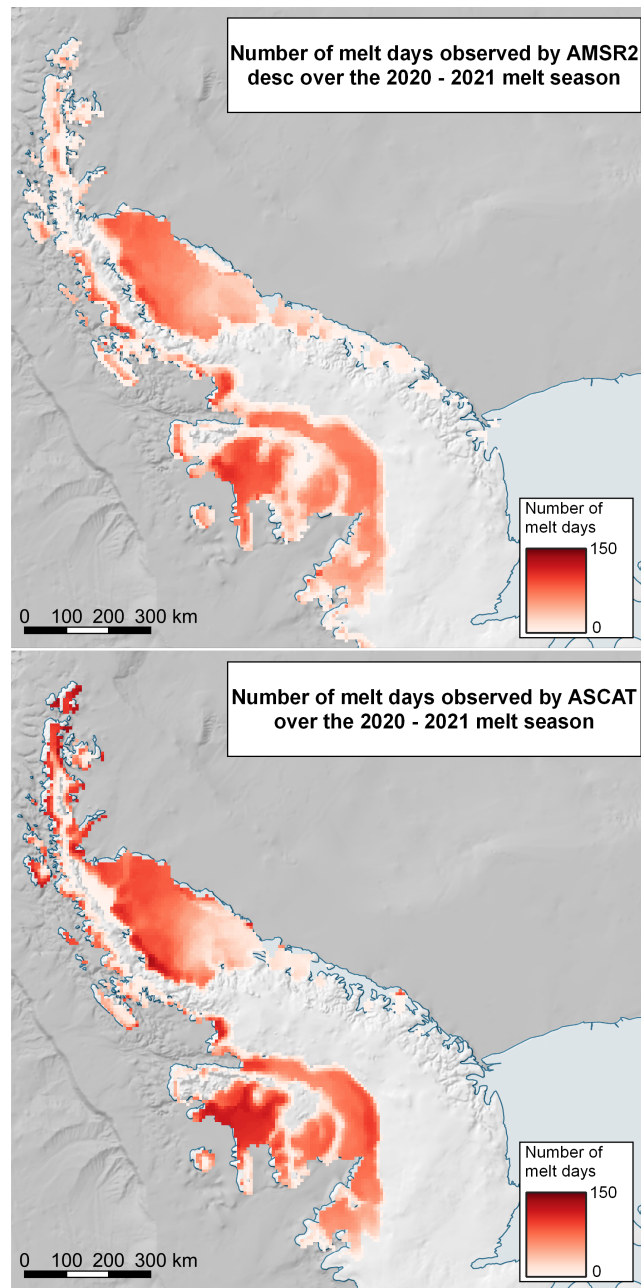 Number of melt days observed by AMSR2
desc over the 2020 - 2021 melt season
Number of
melt days
150
0
0 100 200 300 km
Number of melt days observed by ASCAT
over the 2020 - 2021 melt season
Number of
melt days
150
0
0 100 200 300 km